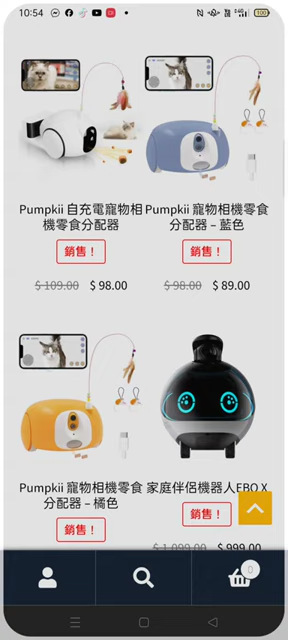 10:54
100
Pumpkii 自充電寵物相
機零食分配器
銷售！
$ 109.00 $ 98.00
Pumpkii 寵物相機零食
分配器 – 藍色
銷售！
$ 98.00 $ 89.00
Pumpkii 寵物相機零食
分配器 – 橘色
銷售！
家庭伴侶機器人EBO X
銷售！
$ 1,099.00 $ 999.00
0